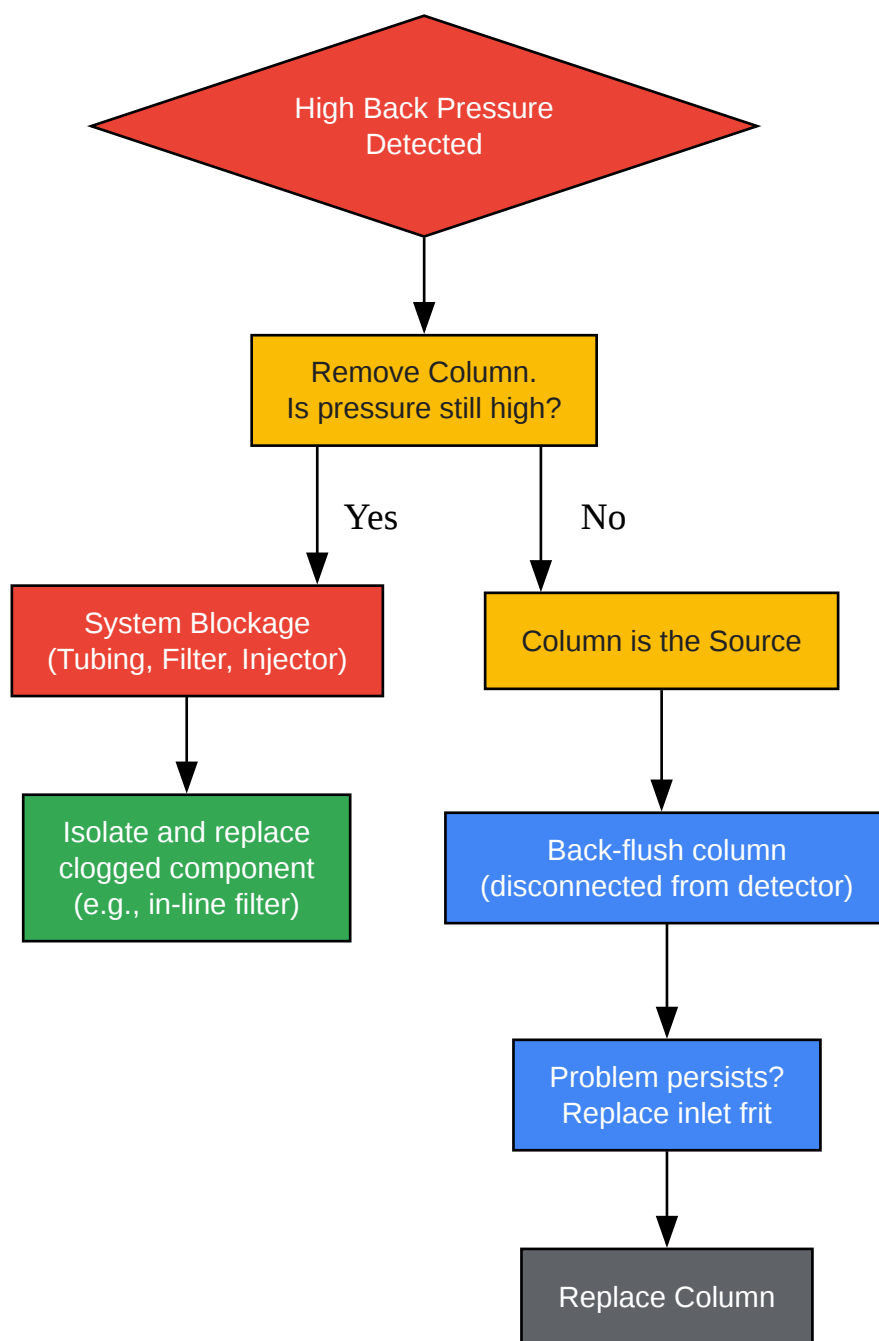 High Back Pressure
Detected
Remove Column.
Is pressure still high?
Yes
No
System Blockage
(Tubing, Filter, Injector)
Column is the Source
Isolate and replace
clogged component
(e.g., in-line filter)
Back-flush column
(disconnected from detector)
Problem persists?
Replace inlet frit
Replace Column